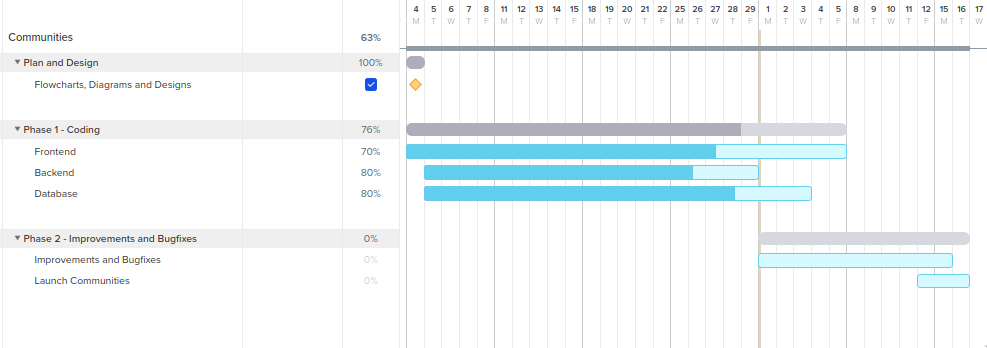 4 5 6 7 8 11 12 13 14 15 18 19 20 21 22 25 26 27 28 29 1 2 3 4 5 8 9 10 11 12 15 16 17
M T W T F M T W T F M T W T F M T W T F M T W T F M T W T F M T W
Communities 63%
Plan and Design 100%
Flowcharts, Diagrams and Designs
Phase 1 - Coding 76%
Frontend 70%
Backend 80%
Database 80%
Phase 2 - Improvements and Bugfixes 0%
Improvements and Bugfixes 0%
Launch Communities 0%